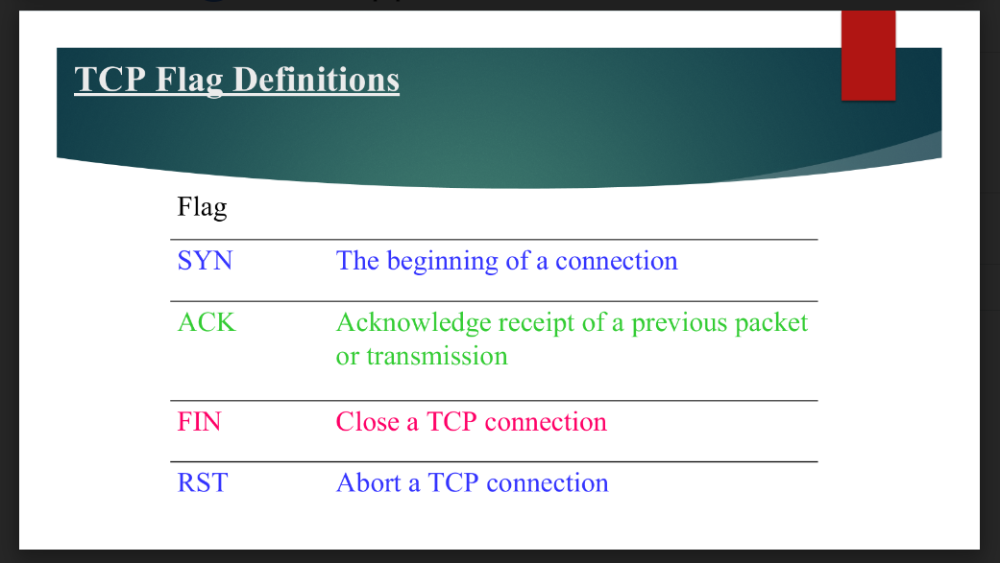 TCP Flag Definitions
Flag
SYN The beginning of a connection
ACK Acknowledge receipt of a previous packet
or transmission
FIN Close a TCP connection
RST Abort a TCP connection